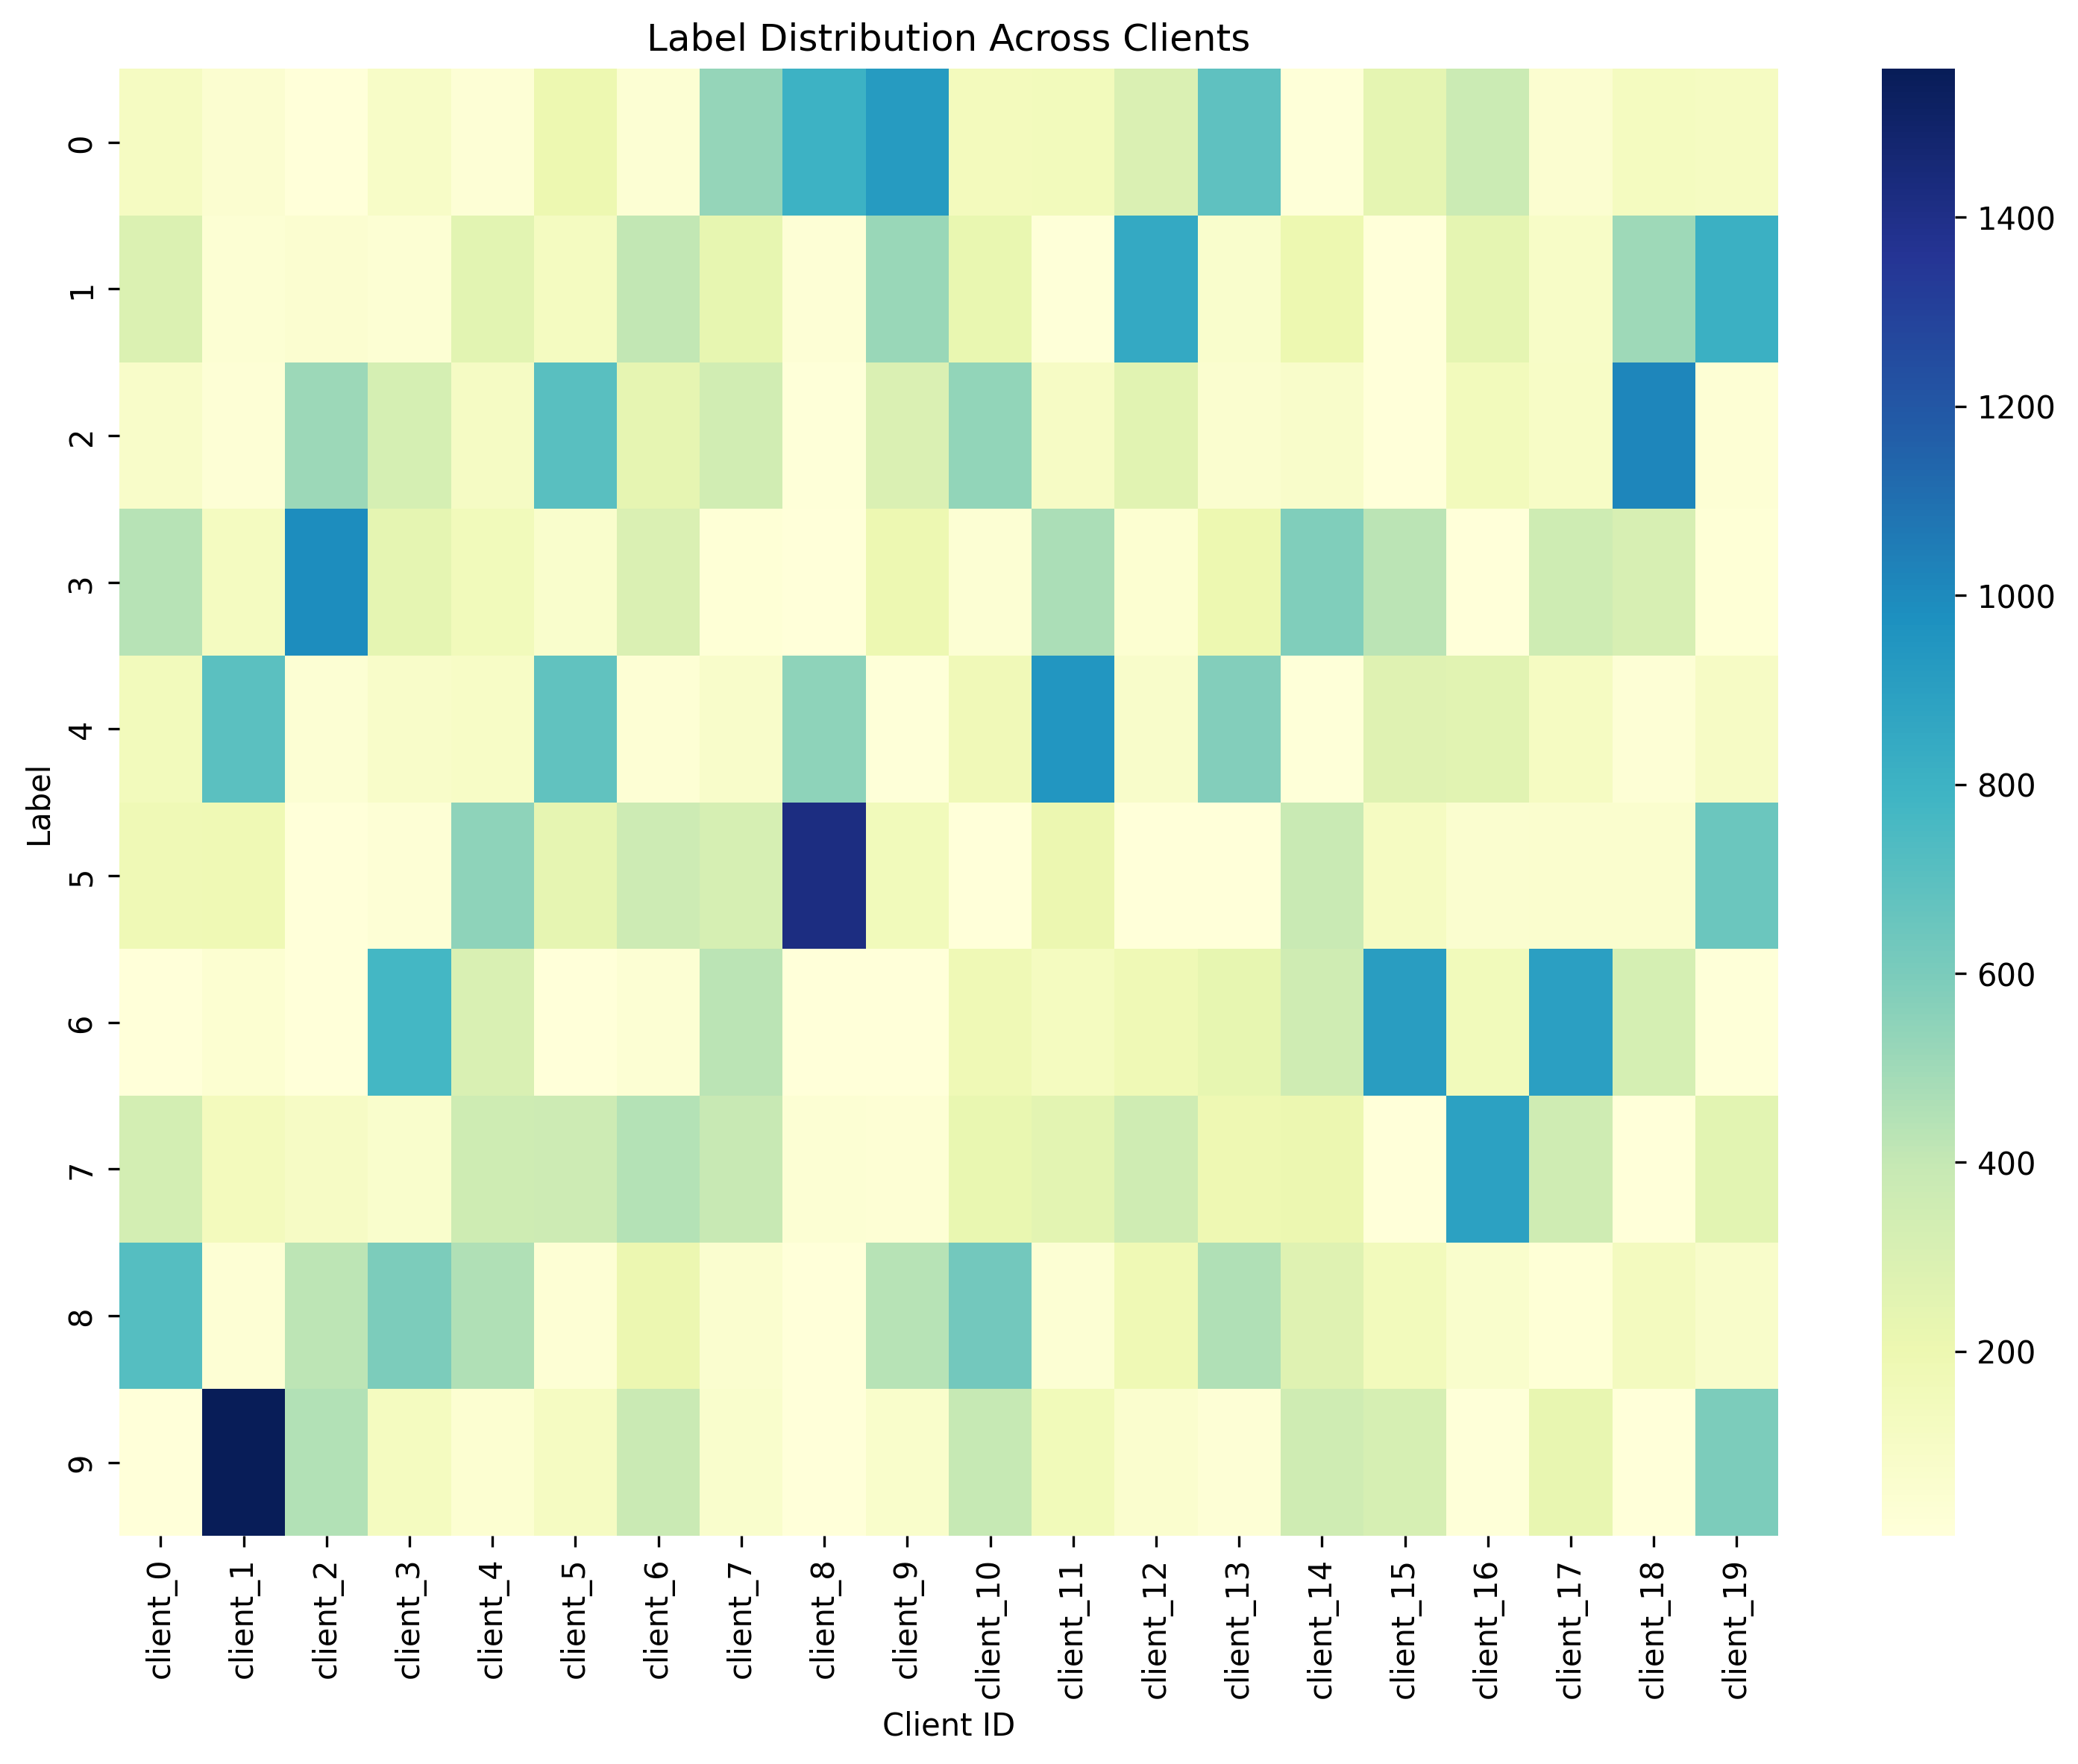 Label Distribution Across Clients
Label
0
1
2
3
4
5
6
7
8
9
client_0
client_1
client_2
client_3
client_4
client_5
client_6
client_7
client_8
client_9
client_10
client_11
client_12
client_13
client_14
client_15
client_16
client_17
client_18
client_19
Client ID
1400
1200
1000
800
600
400
200